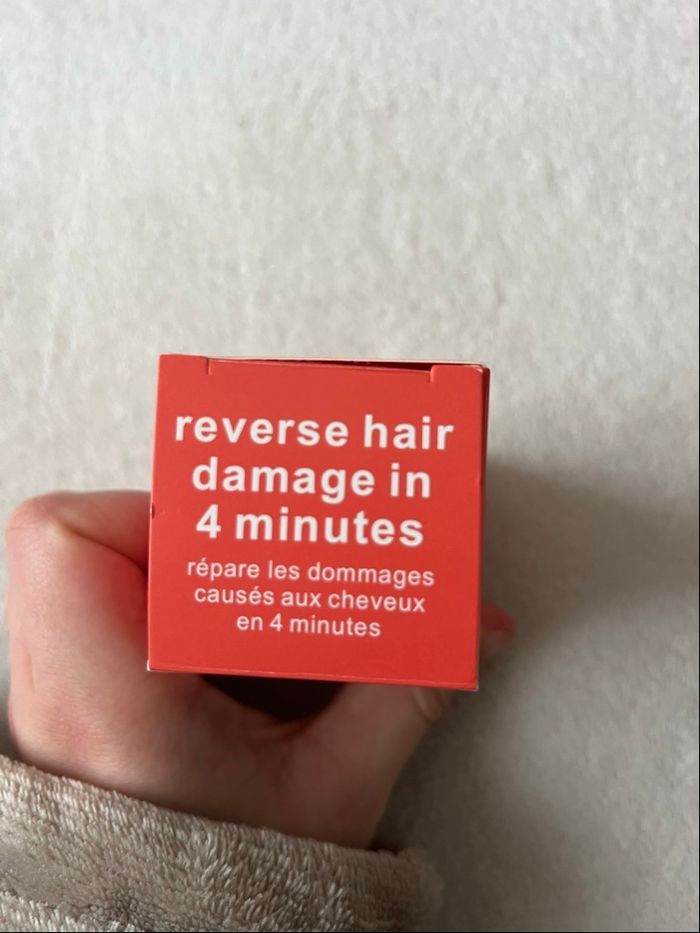 reverse hair
damage in
4 minutes
répare les dommages
causés aux cheveux
en 4 minutes